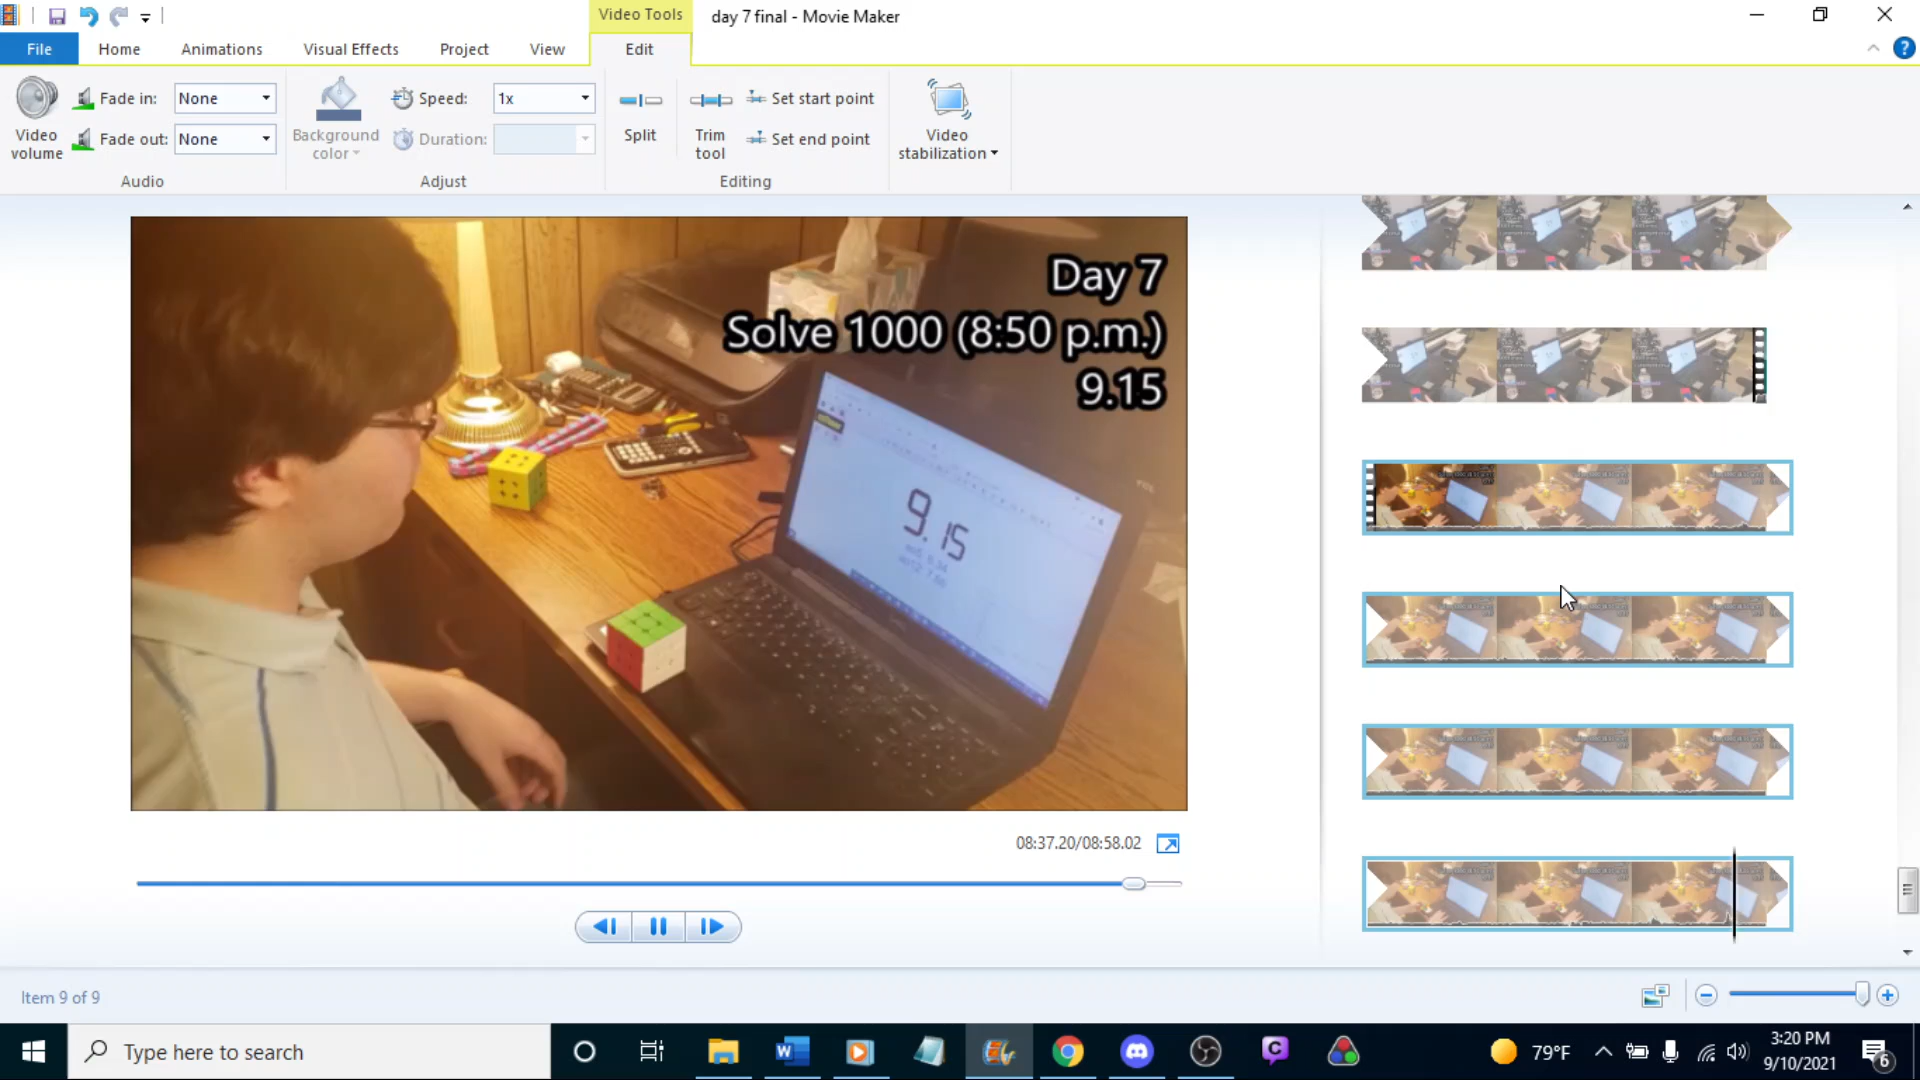 Video Tools
day 7 final - Movie Maker
File
Home
Animations
Visual Effects
Project
View
Edit
Video volume
Fade in: None
Fade out: None
Audio
Background color
Speed: 1x
Duration:
Adjust
Split
Trim tool
Set start point
Set end point
Editing
Video stabilization
Day 7
Solve 1000 (8:50 p.m.)
9.15
9.15
08:37.20/08:58.02
Item 9 of 9
Type here to search
79°F
3:20 PM
9/10/2021
6